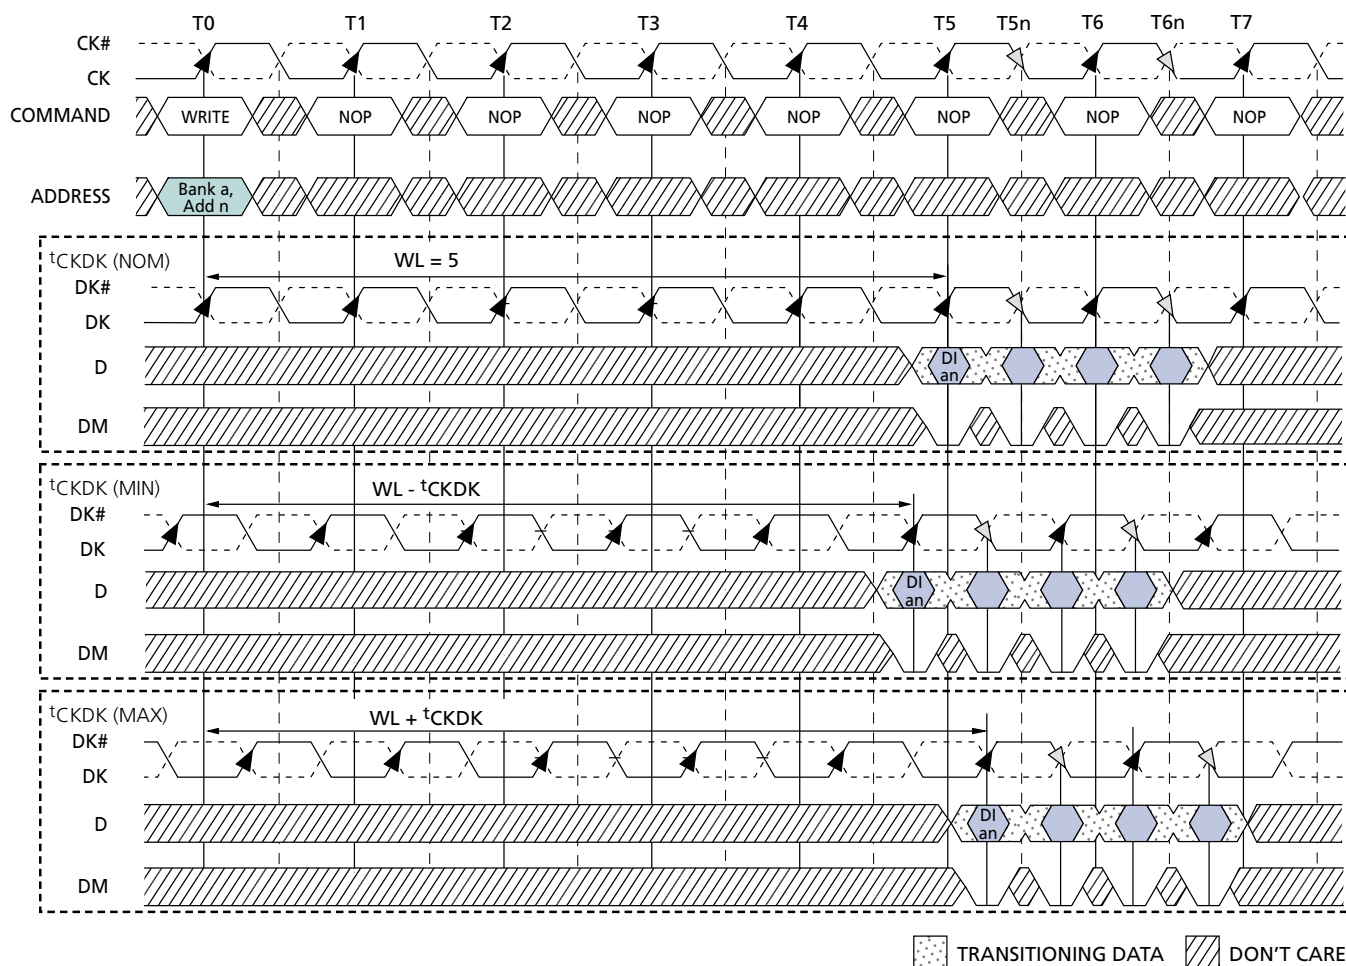 T0 T1 T2 T3 T4 T5 T5n T6 T6n T7
CK#
CK
COMMAND WRITE NOP NOP NOP NOP NOP NOP NOP
ADDRESS Bank a,
Add n
tCKDK (NOM) WL = 5
DK#
DK
D DI
an
DM
tCKDK (MIN) WL - tCKDK
DK#
DK
D DI
an
DM
tCKDK (MAX) WL + tCKDK
DK#
DK
D DI
an
DM
TRANSITIONING DATA DON'T CARE